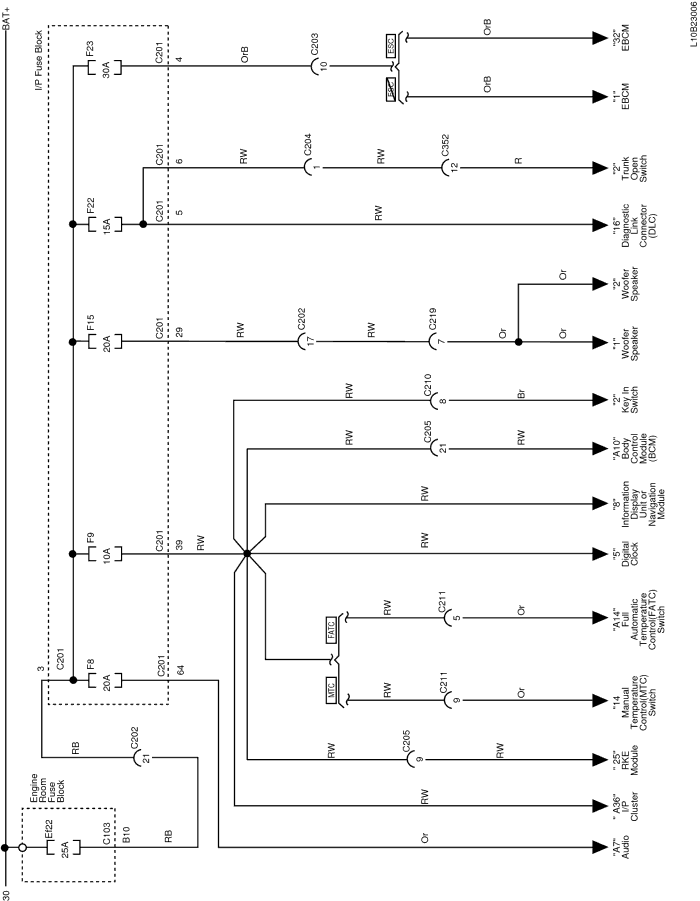 30
BAT+
Engine
Room
Fuse
Block
Ef22
25A
C103
B10
RB
C202
21
RB
3
C201
I/P Fuse Block
F8
20A
C201
64
F9
10A
C201
39
RW
F15
20A
C201
29
RW
C202
17
RW
C219
7
Or
Or
Or
F22
15A
C201
5
RW
C201
6
RW
C204
1
RW
C352
12
R
F23
30A
C201
4
OrB
C203
10
ESC
ESC
OrB
OrB
Or
RW
RW
C205
9
RW
MTC
FATC
RW
C211
9
Or
RW
C211
5
Or
RW
RW
RW
C205
21
RW
RW
C210
8
Br
"A7"
Audio
"A36"
I/P
Cluster
"25"
RKE
Module
"14
Manual
Temperature
Control(MTC)
Switch
"A14"
Full
Automatic
Temperature
Control(FATC)
Switch
"5"
Digital
Clock
"8"
Information
Display
Unit or
Navigation
Module
"A10"
Body
Control
Module
(BCM)
"2"
Key In
Switch
"1"
Woofer
Speaker
"2"
Woofer
Speaker
"16"
Diagnostic
Link
Connector
(DLC)
"2"
Trunk
Open
Switch
"1"
EBCM
"32"
EBCM
L10B23006